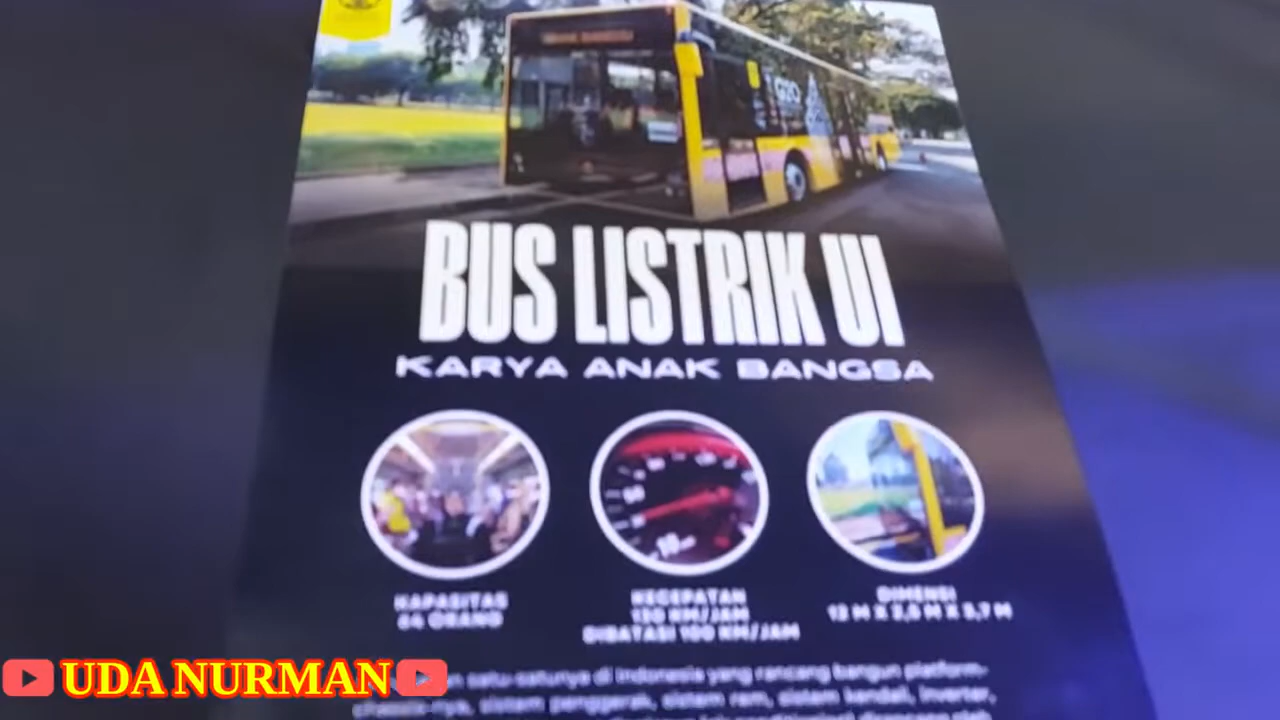 G20
BUS LISTRIK UI
KARYA ANAK BANGSA
KAPASITAS
64 ORANG
KECEPATAN
120 KM/JAM
DIBATASI 100 KM/JAM
DIMENSI
12 M X 2,5 M X 3,7 M
satu-satunya di Indonesia yang rancang bangun platform-
chassis-nya, sistem penggerak, sistem rem, sistem kendali, inverter,
UDA NURMAN